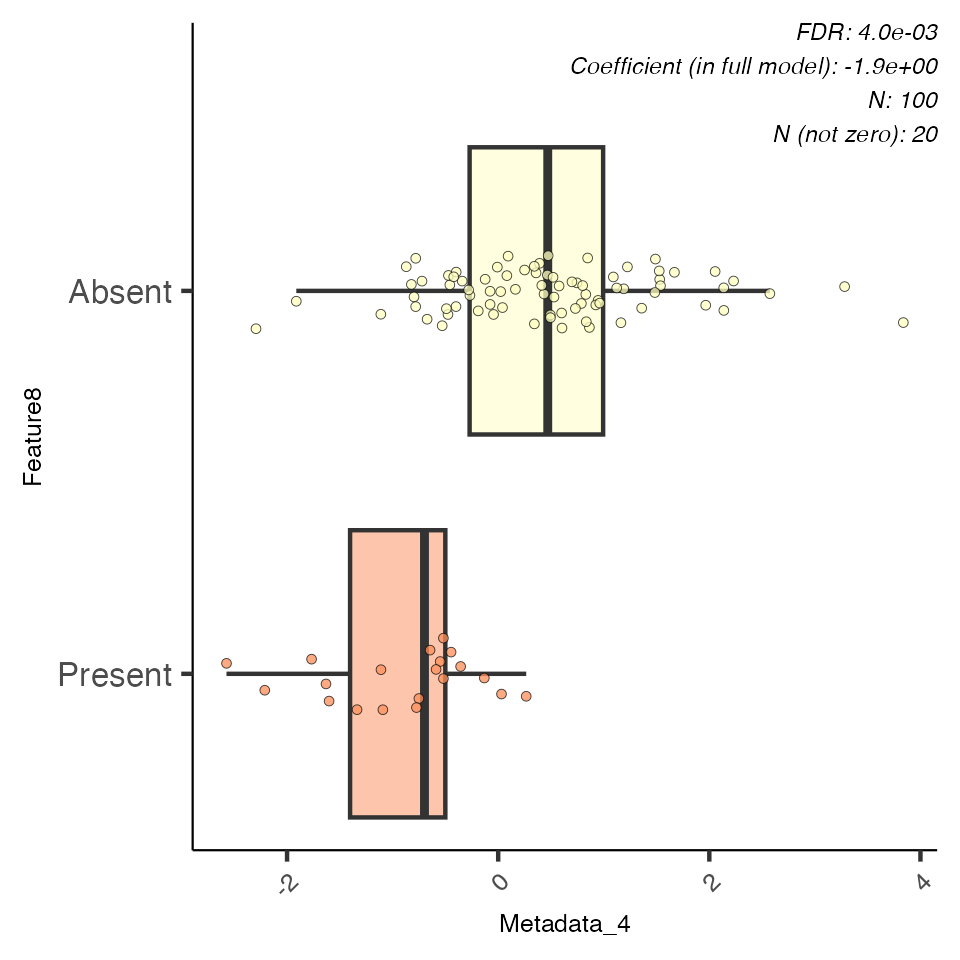 FDR: 4.0e-03
Coefficient (in full model): -1.9e+00
N: 100
N (not zero): 20
Absent
Feature8
Present
-2
0
2
4
Metadata_4